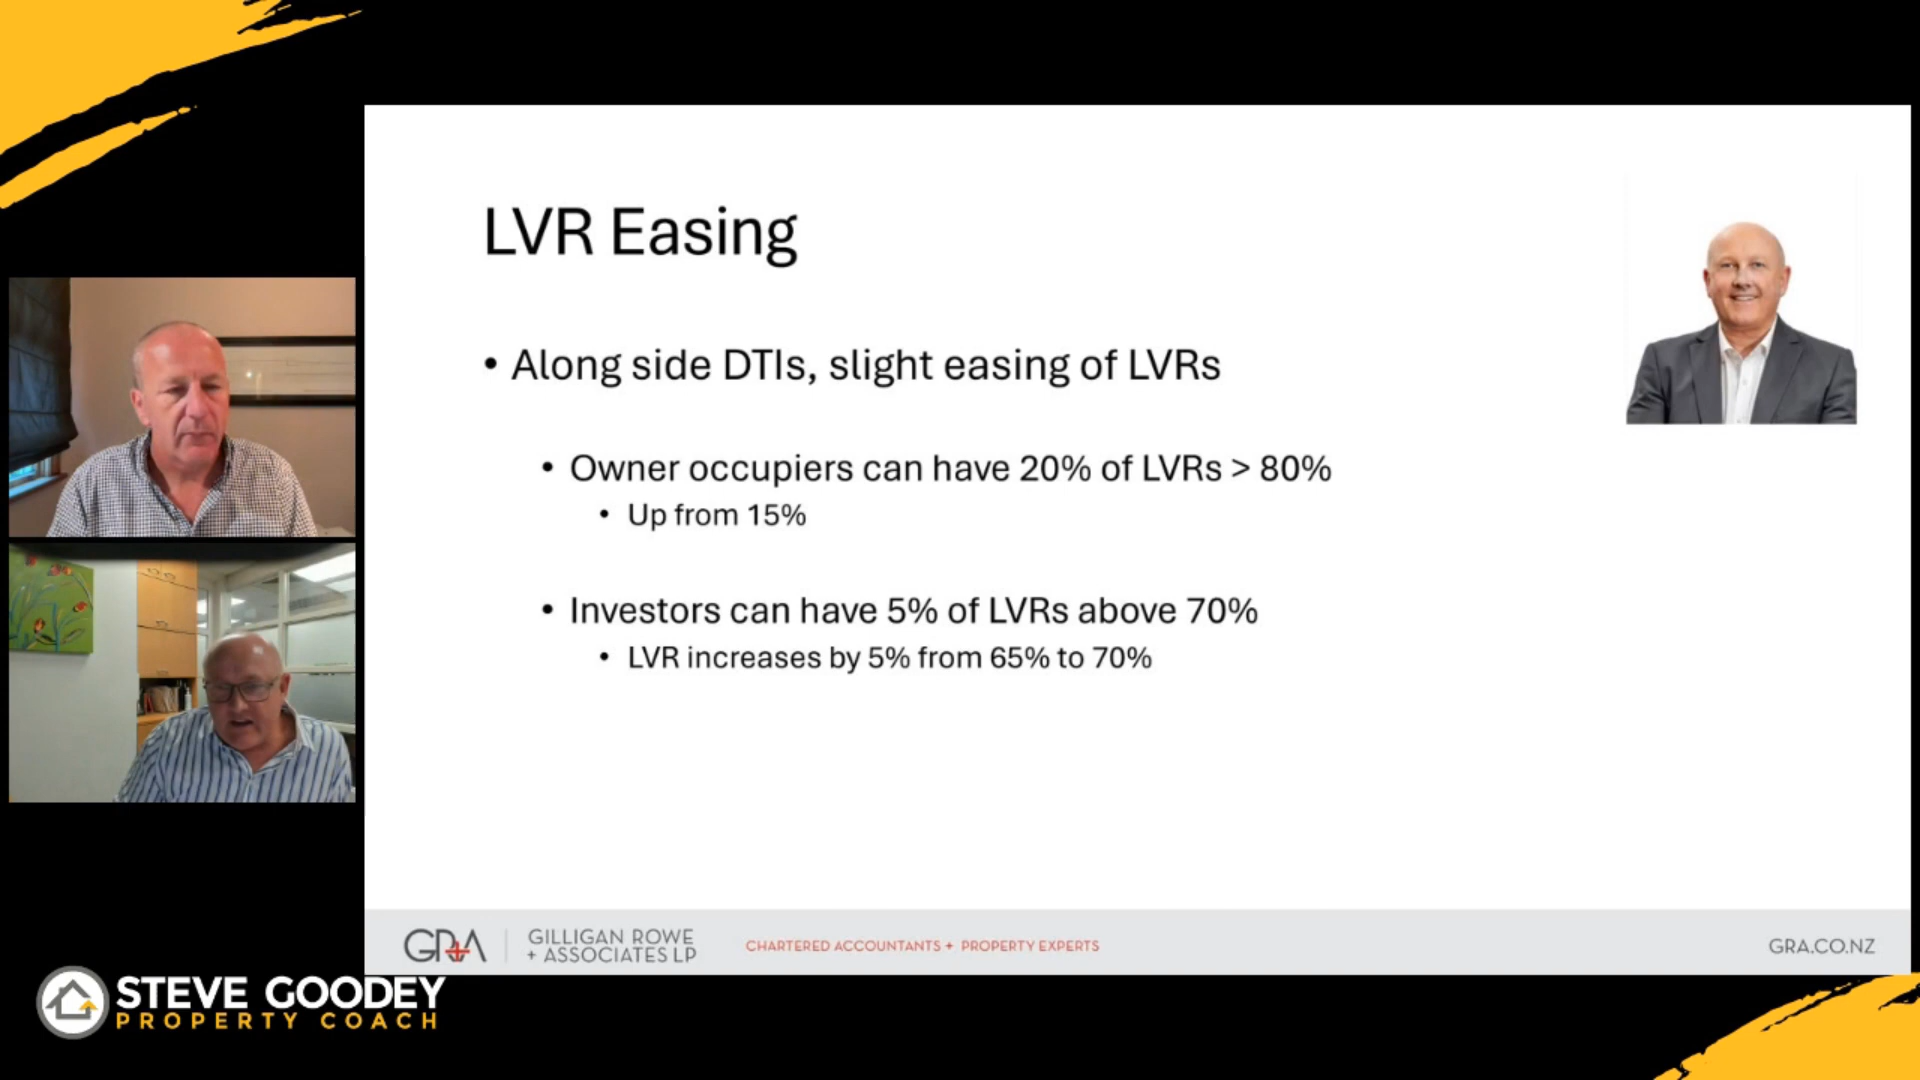 LVR Easing
• Along side DTIs, slight easing of LVRs
• Owner occupiers can have 20% of LVRs > 80%
• Up from 15%
• Investors can have 5% of LVRs above 70%
• LVR increases by 5% from 65% to 70%
GRA
GILLIGAN ROWE
+ ASSOCIATES LP
CHARTERED ACCOUNTANTS + PROPERTY EXPERTS
GRA.CO.NZ
STEVE GOODEY
PROPERTY COACH